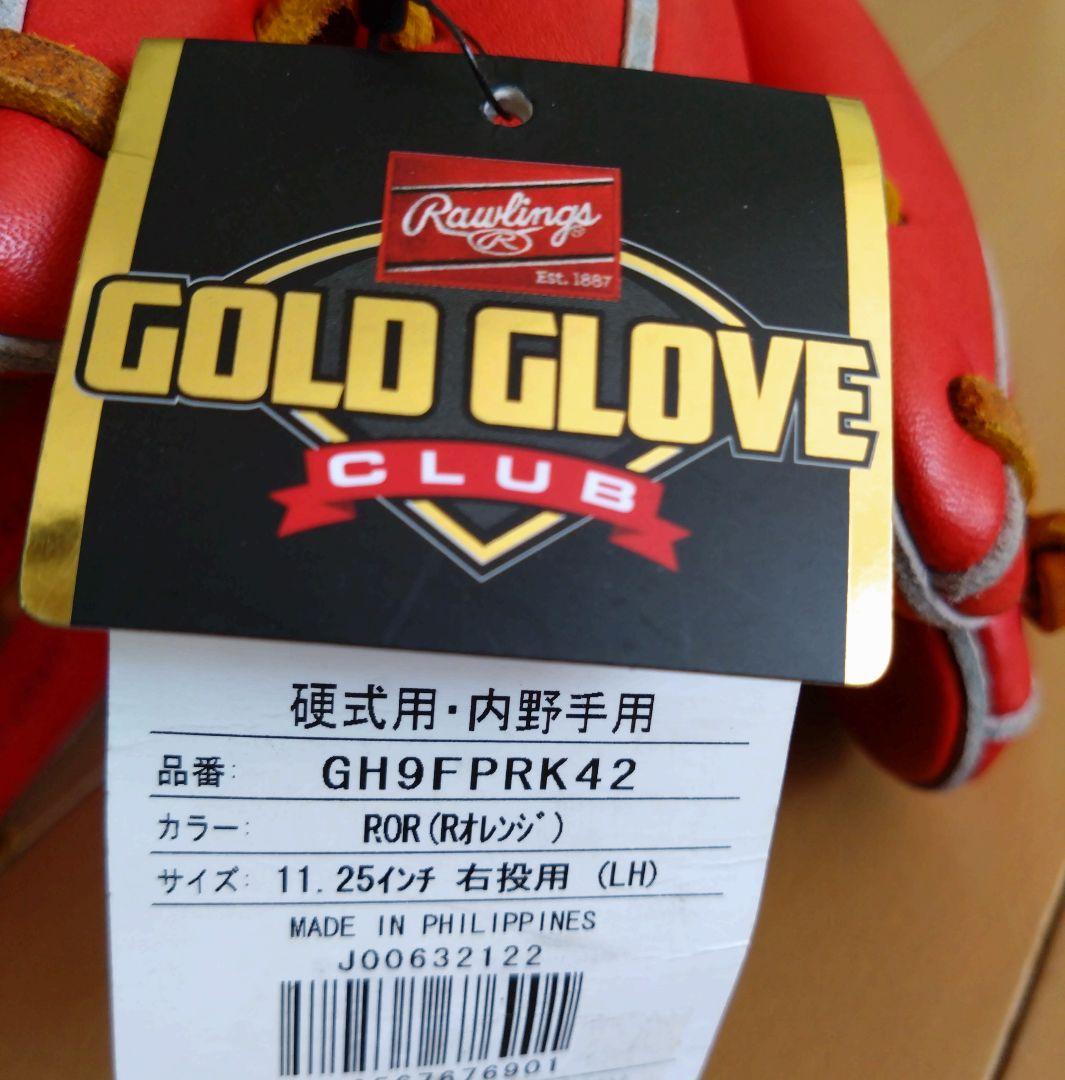 Rawlings
R
Est. 1887
GOLD GLOVE
CLUB
硬式用・内野手用
品番: GH9FPRK42
カラー: ROR(Rｵﾚﾝｼﾞ)
サイズ: 11.25ｲﾝﾁ 右投用 (LH)
MADE IN PHILIPPINES
J00632122
7676901